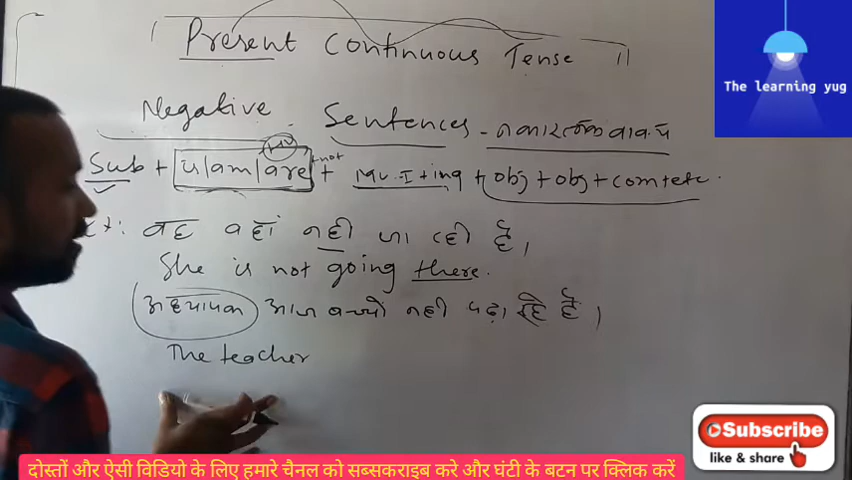 Present Continuous Tense
The learning yug
Negative Sentences - नकारात्मक वाक्य
Sub + is/am/are + not + Mv. I + ing + obj + obj +
Ex: वह वहां नही जा रही है।
She is not going there.
अध्यापक आज बच्चों नही पढ़ा रहे है।
The teacher
Subscribe
like & share
दोस्तों और ऐसी विडियो के लिए हमारे चैनल को सब्सकराइब करे और घंटी के बटन पर क्लिक करें